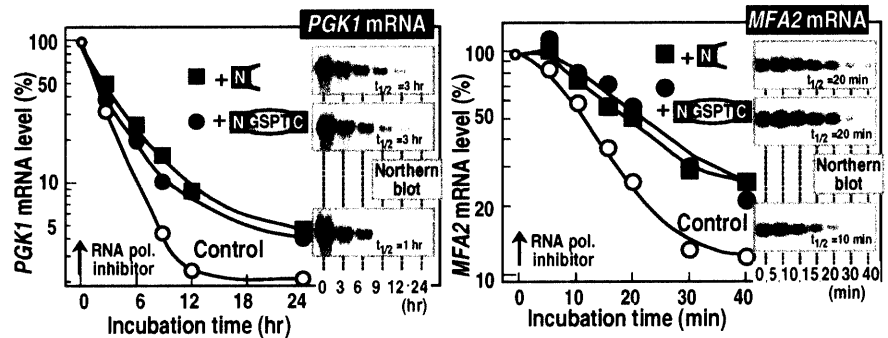 PGK1 mRNA
PGK1 mRNA level (%)
100
50
10
5
+ N
+ N GSPT C
Control
RNA pol.
inhibitor
0 6 12 18 24
Incubation time (hr)
t1/2 =3 hr
t1/2 =3 hr
Northern
blot
t1/2 =1 hr
0 3 6 9 12 24
(hr)
MFA2 mRNA
MFA2 mRNA level (%)
100
50
20
10
+ N
+ N GSPT C
Control
RNA pol.
inhibitor
0 10 20 30 40
Incubation time (min)
t1/2 =20 min
t1/2 =20 min
Northern
blot
t1/2 =10 min
0 5 10 15 20 30 40
(min)